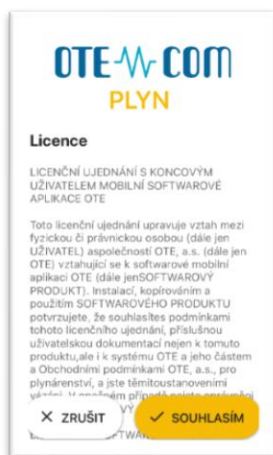 OTE COM
PLYN
Licence
LICENČNÍ UJEDNÁNÍ S KONCOVÝM
UŽIVATELEM MOBILNÍ SOFTWAROVÉ
APLIKACE OTE
Toto licenční ujednání upravuje vztah mezi
fyzickou či právnickou osobou (dále jen
UŽIVATEL) aspolečností OTE, a.s. (dále jen
OTE) vztahující se k softwarové mobilní
aplikaci OTE (dále jenSOFTWAROVÝ
PRODUKT). Instalací, kopírováním a
použitím SOFTWAROVÉHO PRODUKTU
potvrzujete, že souhlasíte podmínkami
tohoto licenčního ujednání, příslušnou
uživatelskou dokumentací nejen k tomuto
produktu,ale i k systému OTE a jeho částem
a Obchodními podmínkami OTE, a.s., pro
plynárenství, a jste těmitoustanoveními
✕ ZRUŠIT ✓ SOUHLASÍM